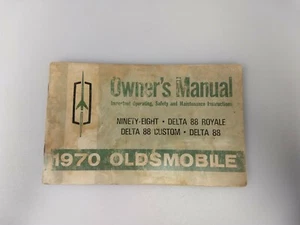 Owner's Manual
Important Operating, Safety and Maintenance Instructions
NINETY-EIGHT • DELTA 88 ROYALE
DELTA 88 CUSTOM • DELTA 88
1970 OLDSMOBILE